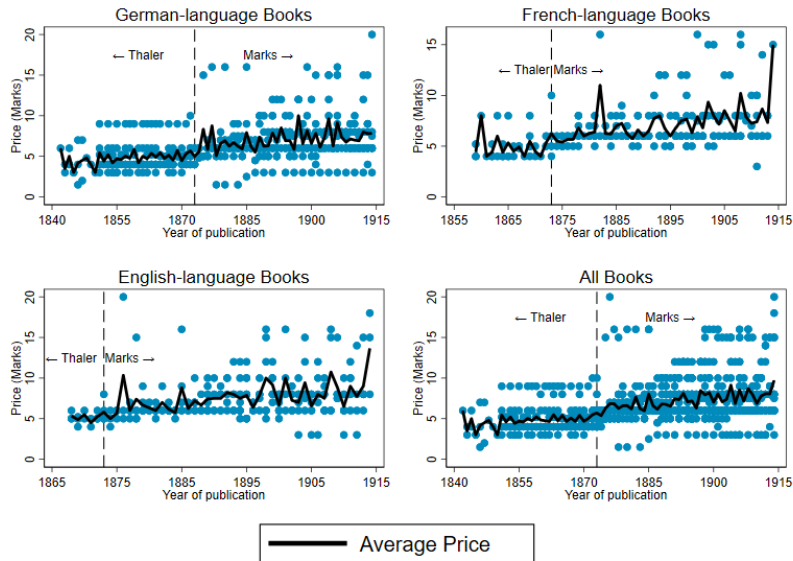 German-language Books
Price (Marks)
20
15
10
5
0
← Thaler
Marks →
1840 1855 1870 1885 1900 1915
Year of publication
French-language Books
Price (Marks)
15
10
5
0
← Thaler Marks →
1855 1865 1875 1885 1895 1905 1915
Year of publication
English-language Books
Price (Marks)
20
15
10
5
0
← Thaler Marks →
1865 1875 1885 1895 1905 1915
Year of publication
All Books
Price (Marks)
20
15
10
5
0
← Thaler
Marks →
1840 1855 1870 1885 1900 1915
Year of publication
Average Price